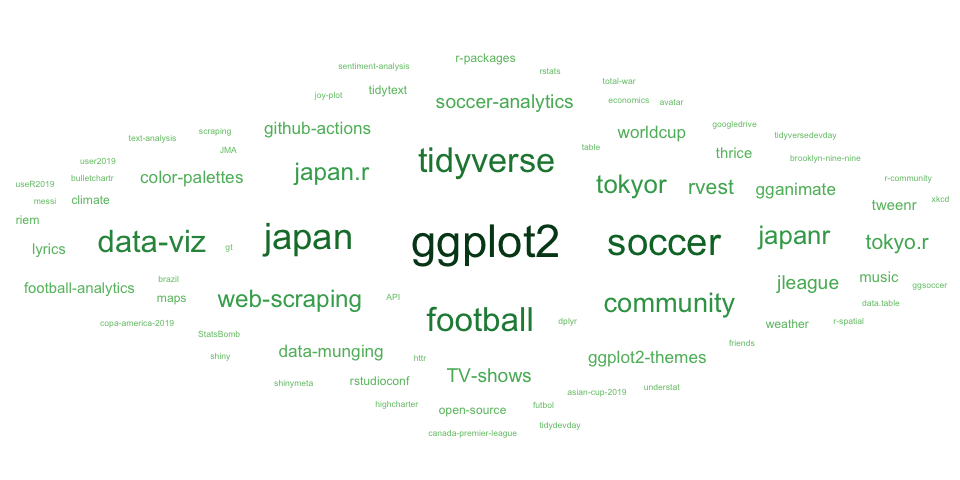 r-packages
sentiment-analysis
rstats
total-war
joy-plot
tidytext
soccer-analytics
economics
avatar
text-analysis
scraping
github-actions
worldcup
googledrive
tidyversedevday
user2019
JMA
tidyverse
table
thrice
brooklyn-nine-nine
useR2019
bulletchartr
color-palettes
japan.r
tokyor
rvest
gganimate
r-community
messi
climate
tweenr
xkcd
riem
lyrics
data-viz
gt
japan
ggplot2
soccer
japanr
tokyo.r
football-analytics
brazil
maps
web-scraping
API
community
jleague
music
ggsoccer
data.table
copa-america-2019
StatsBomb
football
dplyr
weather
r-spatial
shiny
data-munging
httr
ggplot2-themes
friends
shinymeta
rstudioconf
TV-shows
asian-cup-2019
understat
highcharter
open-source
futbol
canada-premier-league
tidydevday